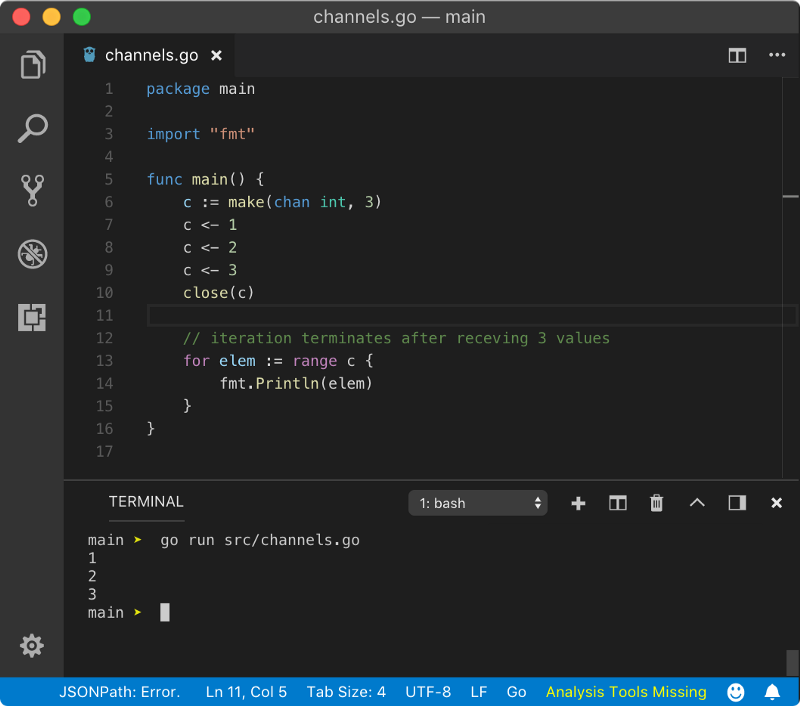 channels.go — main
channels.go
1 package main
2
3 import "fmt"
4
5 func main() {
6     c := make(chan int, 3)
7     c <- 1
8     c <- 2
9     c <- 3
10     close(c)
11
12     // iteration terminates after receving 3 values
13     for elem := range c {
14         fmt.Println(elem)
15     }
16 }
17
TERMINAL 1: bash
main ➤ go run src/channels.go
1
2
3
main ➤
JSONPath: Error. Ln 11, Col 5 Tab Size: 4 UTF-8 LF Go Analysis Tools Missing